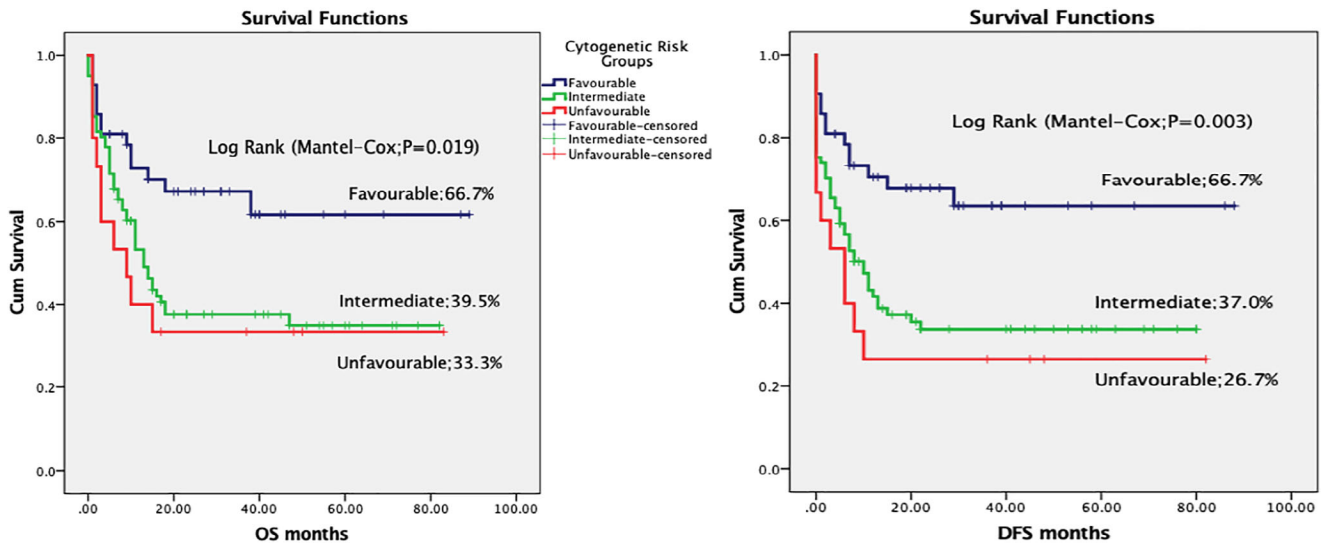 Survival Functions
1.0
0.8
0.6
0.4
0.2
0.0
Cum Survival
Log Rank (Mantel-Cox;P=0.019)
Favourable;66.7%
Intermediate;39.5%
Unfavourable;33.3%
.00 20.00 40.00 60.00 80.00 100.00
OS months
Cytogenetic Risk
Groups
Favourable
Intermediate
Unfavourable
Favourable-censored
Intermediate-censored
Unfavourable-censored
Survival Functions
1.0
0.8
0.6
0.4
0.2
0.0
Cum Survival
Log Rank (Mantel-Cox;P=0.003)
Favourable;66.7%
Intermediate;37.0%
Unfavourable;26.7%
.00 20.00 40.00 60.00 80.00 100.00
DFS months